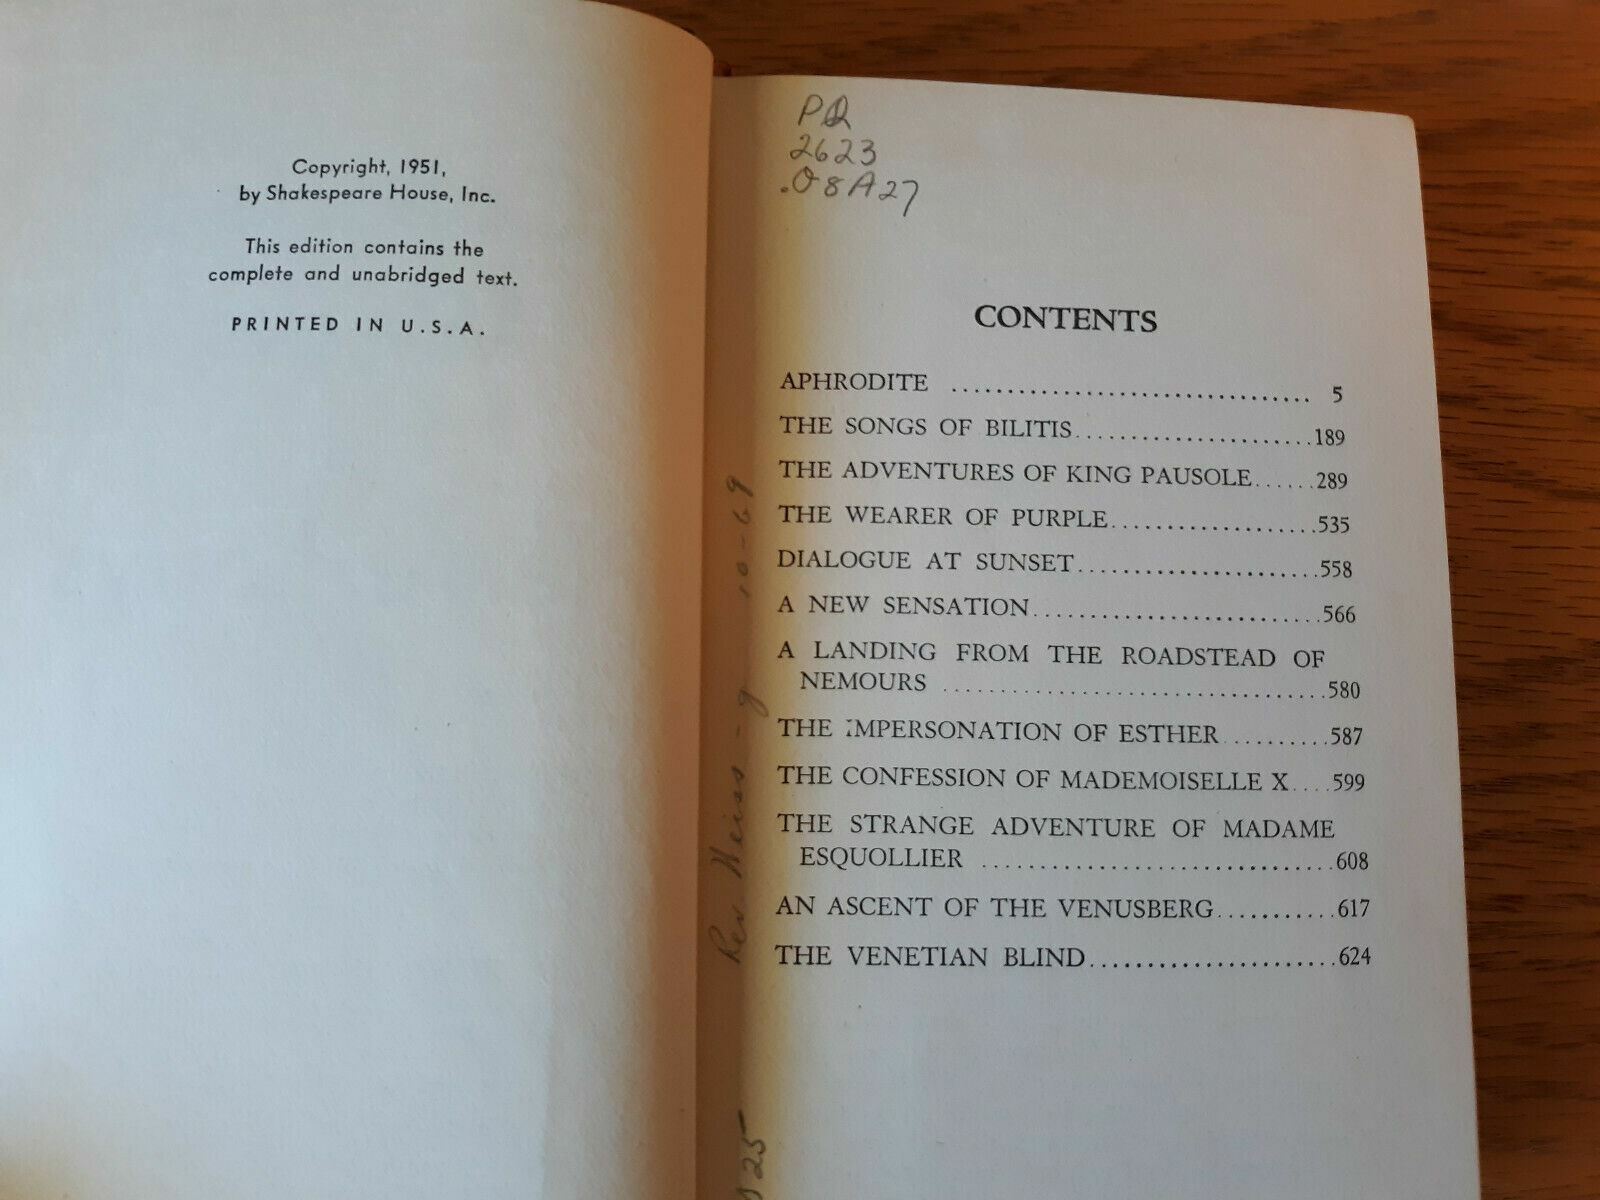 Copyright, 1951,
by Shakespeare House, Inc.
This edition contains the
complete and unabridged text.
PRINTED IN U.S.A.
PQ
2623
.O8A27
CONTENTS
APHRODITE ................................ 5
THE SONGS OF BILITIS......................189
THE ADVENTURES OF KING PAUSOLE......289
THE WEARER OF PURPLE..................535
DIALOGUE AT SUNSET.....................558
A NEW SENSATION.........................566
A LANDING FROM THE ROADSTEAD OF
NEMOURS ..................................580
THE IMPERSONATION OF ESTHER..........587
THE CONFESSION OF MADEMOISELLE X....599
THE STRANGE ADVENTURE OF MADAME
ESQUOLLIER ...............................608
AN ASCENT OF THE VENUSBERG...........617
THE VENETIAN BLIND......................624
Rev. Weiss - g 10-69